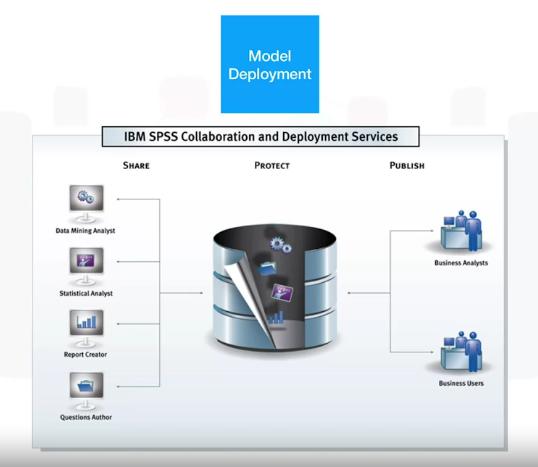 Model
Deployment
IBM SPSS Collaboration and Deployment Services
SHARE
PROTECT
PUBLISH
Data Mining Analyst
Statistical Analyst
Report Creator
Questions Author
Business Analysts
Business Users